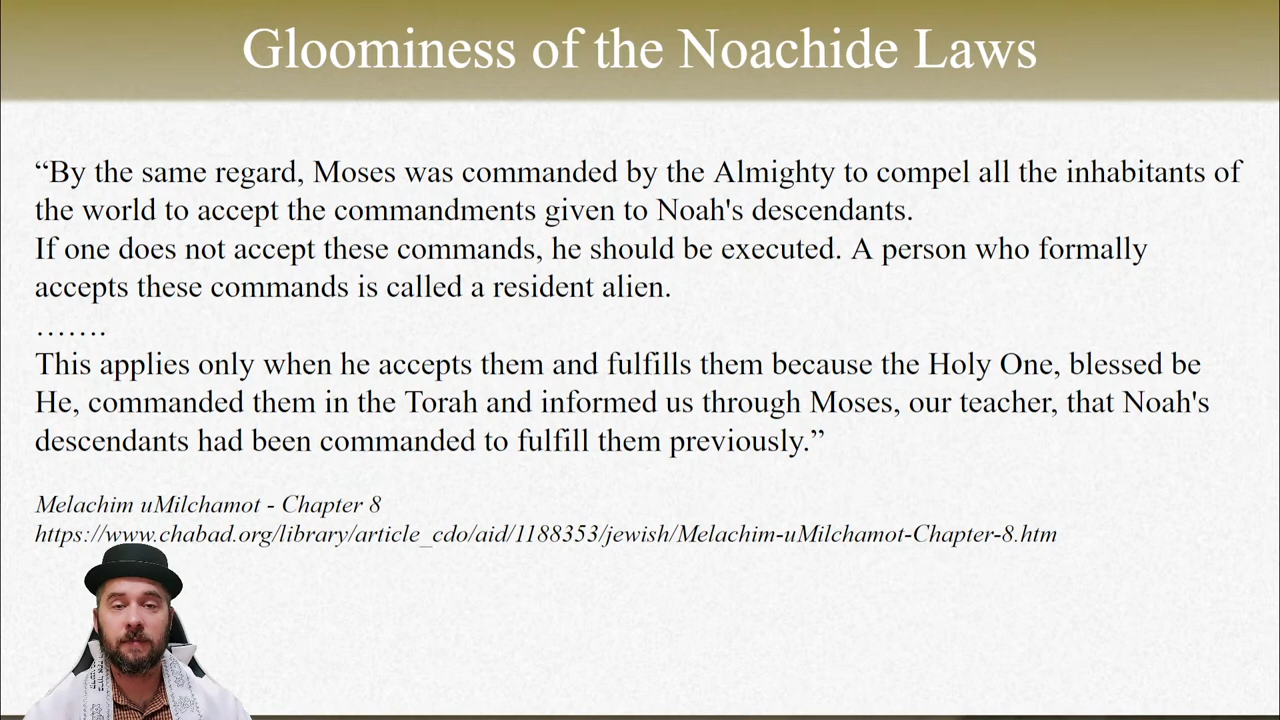 Gloominess of the Noachide Laws
“By the same regard, Moses was commanded by the Almighty to compel all the inhabitants of
the world to accept the commandments given to Noah's descendants.
If one does not accept these commands, he should be executed. A person who formally
accepts these commands is called a resident alien.
…….
This applies only when he accepts them and fulfills them because the Holy One, blessed be
He, commanded them in the Torah and informed us through Moses, our teacher, that Noah's
descendants had been commanded to fulfill them previously.”
Melachim uMilchamot - Chapter 8
https://www.chabad.org/library/article_cdo/aid/1188353/jewish/Melachim-uMilchamot-Chapter-8.htm